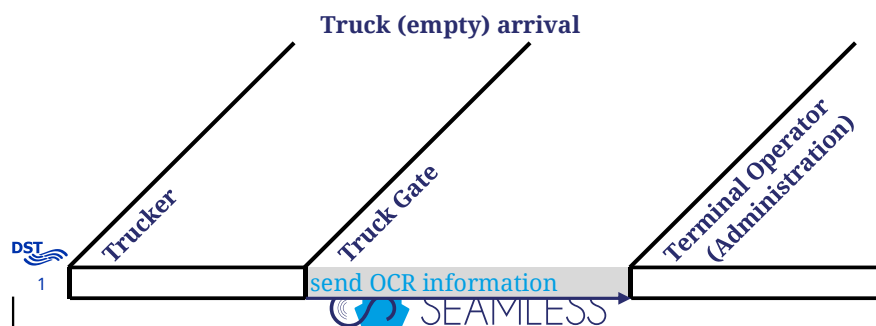 Truck (empty) arrival
Trucker
Truck Gate
Terminal Operator
(Administration)
DST
1
send OCR information
SEAMLESS